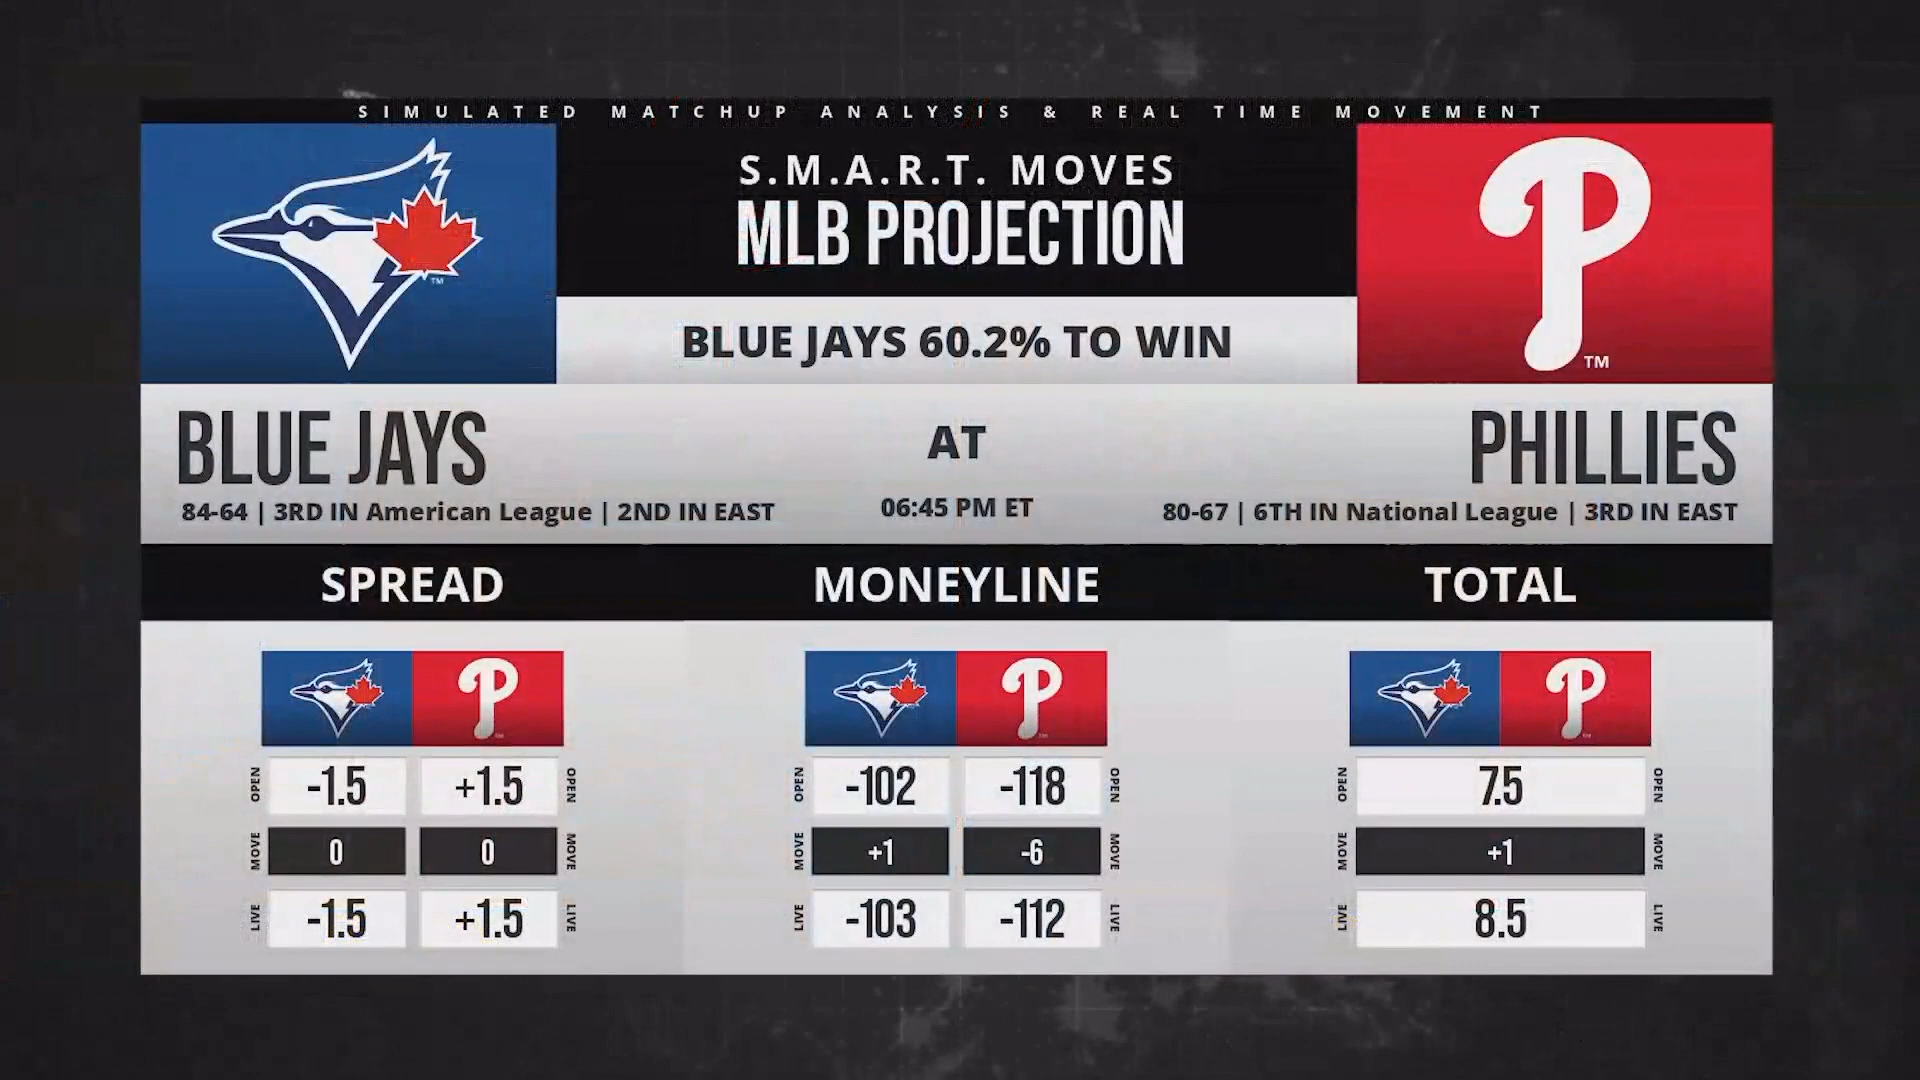 SIMULATED MATCHUP ANALYSIS & REAL TIME MOVEMENT
S.M.A.R.T. MOVES
MLB PROJECTION
BLUE JAYS 60.2% TO WIN
TM
P TM
BLUE JAYS
AT
PHILLIES
84-64 | 3RD IN American League | 2ND IN EAST
06:45 PM ET
80-67 | 6TH IN National League | 3RD IN EAST
SPREAD
MONEYLINE
TOTAL
P
P
P
OPEN -1.5 +1.5 OPEN
MOVE 0 0 MOVE
LIVE -1.5 +1.5 LIVE
OPEN -102 -118 OPEN
MOVE +1 -6 MOVE
LIVE -103 -112 LIVE
OPEN 7.5 OPEN
MOVE +1 MOVE
LIVE 8.5 LIVE